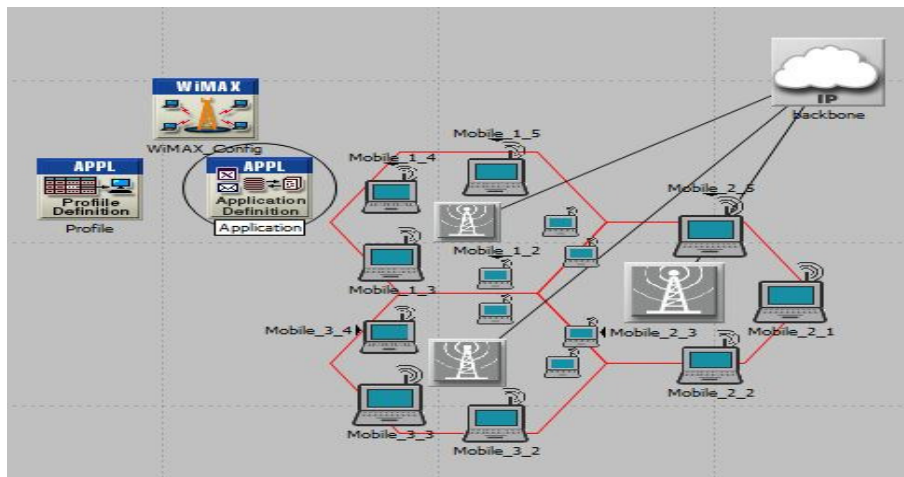 WiMAX
WiMAX_Config
APPL
Profiile
Definition
Profile
APPL
Application
Definition
Application
IP
backbone
Mobile_1_5
Mobile_1_4
Mobile_2_5
Mobile_1_2
Mobile_1_3
Mobile_3_4
Mobile_2_3
Mobile_2_1
Mobile_2_2
Mobile_3_3
Mobile_3_2